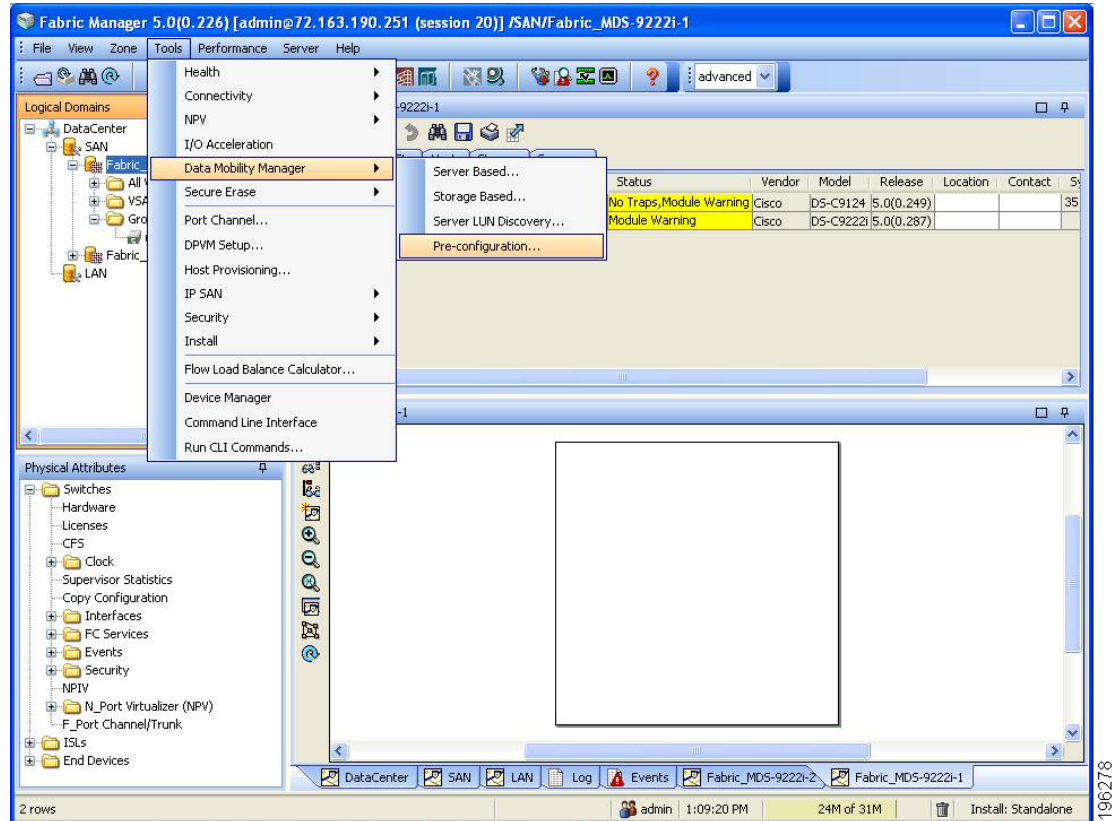 Fabric Manager 5.0(0.226) [admin@72.163.190.251 (session 20)] /SAN/Fabric_MDS-9222i-1
File View Zone Tools Performance Server Help
advanced
Logical Domains
DataCenter
SAN
Fabric_
All
VSA
Gro
Fabric_
LAN
Health
Connectivity
NPV
I/O Acceleration
Data Mobility Manager
Secure Erase
Port Channel...
DPVM Setup...
Host Provisioning...
IP SAN
Security
Install
Flow Load Balance Calculator...
Device Manager
Command Line Interface
Run CLI Commands...
Server Based...
Storage Based...
Server LUN Discovery...
Pre-configuration...
-9222i-1
Status Vendor Model Release Location Contact
No Traps,Module Warning Cisco DS-C9124 5.0(0.249) 35
Module Warning Cisco DS-C9222i 5.0(0.287)
-1
Physical Attributes
Switches
Hardware
Licenses
CFS
Clock
Supervisor Statistics
Copy Configuration
Interfaces
FC Services
Events
Security
NPIV
N_Port Virtualizer (NPV)
F_Port Channel/Trunk
ISLs
End Devices
DataCenter SAN LAN Log Events Fabric_MDS-9222i-2 Fabric_MDS-9222i-1
2 rows admin 1:09:20 PM 24M of 31M Install: Standalone
196278